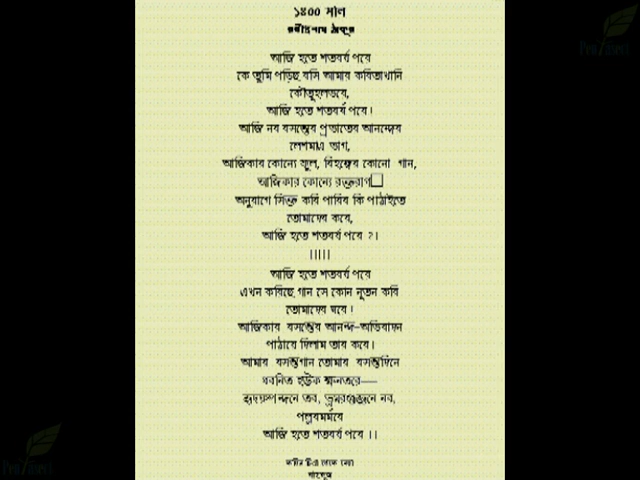 ১৪০০ সাল
রবীন্দ্রনাথ ঠাকুর
আজি হতে শতবর্ষ পরে
কে তুমি পড়িছ বসি আমার কবিতাখানি
কৌতুহলভরে,
আজি হতে শতবর্ষ পরে।
আজি নব বসন্তের প্রভাতের আনন্দের
লেশমাত্র ভাগ,
আজিকার কোনো ফুল, বিহঙ্গের কোনো গান,
আজিকার কোনো রক্তরাগ
অনুরাগে সিক্ত করি পারিব কি পাঠাইতে
তোমাদের করে,
আজি হতে শতবর্ষ পরে ?।
।।।।।
আজি হতে শতবর্ষ পরে
এখন করিছে গান সে কোন নুতন কবি
তোমাদের ঘরে।
আজিকার বসন্তের আনন্দ-অভিবাদন
পাঠায়ে দিলাম তার করে।
আমার বসন্তগান তোমার বসন্তদিনে
ধবনিত হউক ক্ষনতরে—
হৃদয়স্পন্দনে তব, ভ্রমরগুঞ্জনে নব,
পল্লবমর্মরে
আজি হতে শতবর্ষ পরে ।।